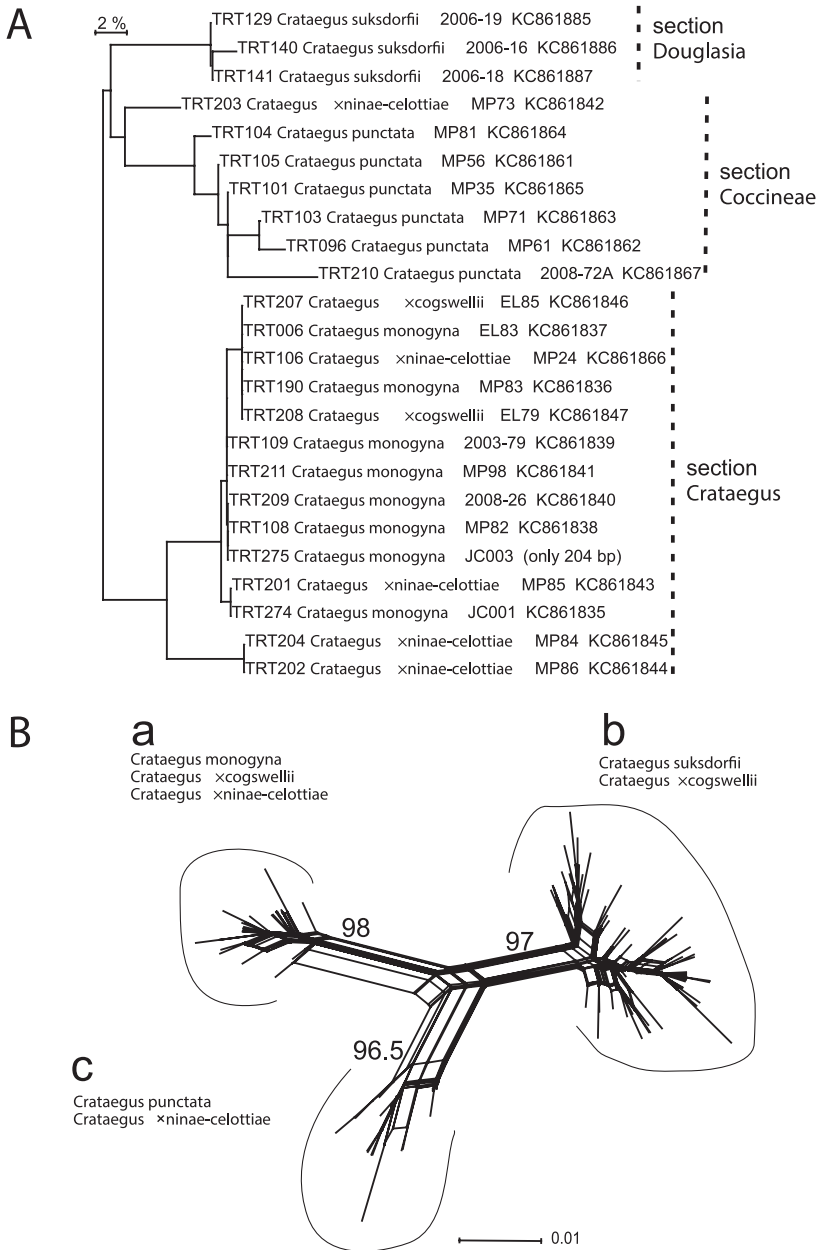 A
2 %
TRT129 Crataegus suksdorfii 2006-19 KC861885
TRT140 Crataegus suksdorfii 2006-16 KC861886
TRT141 Crataegus suksdorfii 2006-18 KC861887
section
Douglasia
TRT203 Crataegus ×ninae-celottiae MP73 KC861842
TRT104 Crataegus punctata MP81 KC861864
TRT105 Crataegus punctata MP56 KC861861
TRT101 Crataegus punctata MP35 KC861865
TRT103 Crataegus punctata MP71 KC861863
TRT096 Crataegus punctata MP61 KC861862
TRT210 Crataegus punctata 2008-72A KC861867
section
Coccineae
TRT207 Crataegus ×cogswellii EL85 KC861846
TRT006 Crataegus monogyna EL83 KC861837
TRT106 Crataegus ×ninae-celottiae MP24 KC861866
TRT190 Crataegus monogyna MP83 KC861836
TRT208 Crataegus ×cogswellii EL79 KC861847
TRT109 Crataegus monogyna 2003-79 KC861839
TRT211 Crataegus monogyna MP98 KC861841
TRT209 Crataegus monogyna 2008-26 KC861840
TRT108 Crataegus monogyna MP82 KC861838
TRT275 Crataegus monogyna JC003 (only 204 bp)
TRT201 Crataegus ×ninae-celottiae MP85 KC861843
TRT274 Crataegus monogyna JC001 KC861835
TRT204 Crataegus ×ninae-celottiae MP84 KC861845
TRT202 Crataegus ×ninae-celottiae MP86 KC861844
section
Crataegus
B
a
Crataegus monogyna
Crataegus ×cogswellii
Crataegus ×ninae-celottiae
b
Crataegus suksdorfii
Crataegus ×cogswellii
98
97
96.5
c
Crataegus punctata
Crataegus ×ninae-celottiae
0.01